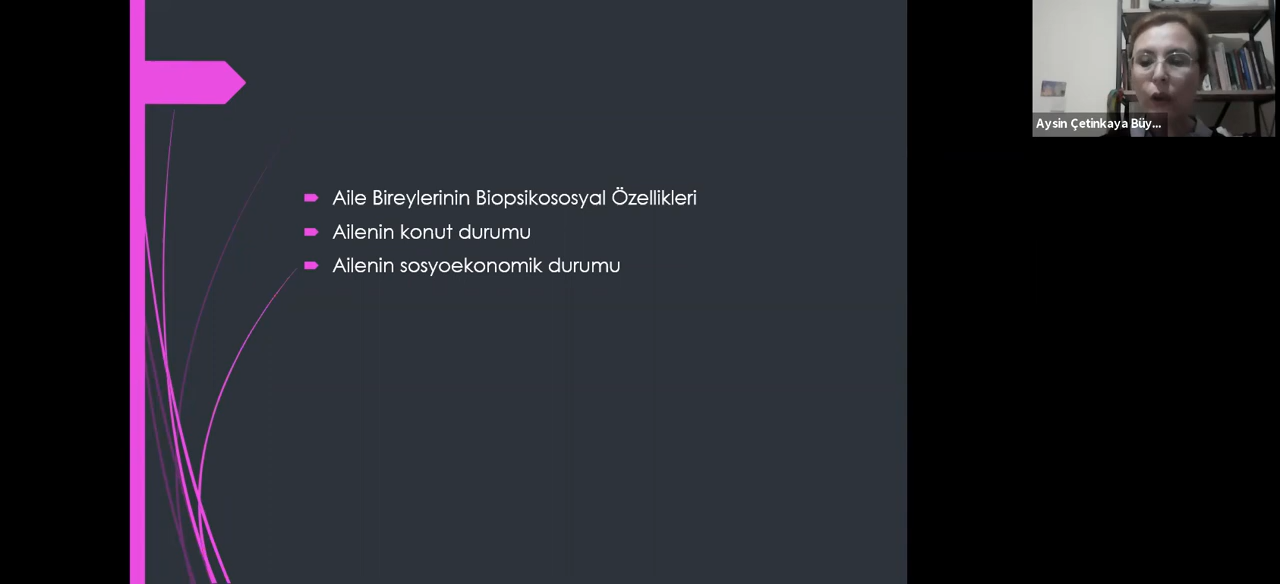 Aile Bireylerinin Biopsikososyal Özellikleri
Ailenin konut durumu
Ailenin sosyoekonomik durumu
Aysin Çetinkaya Büy...